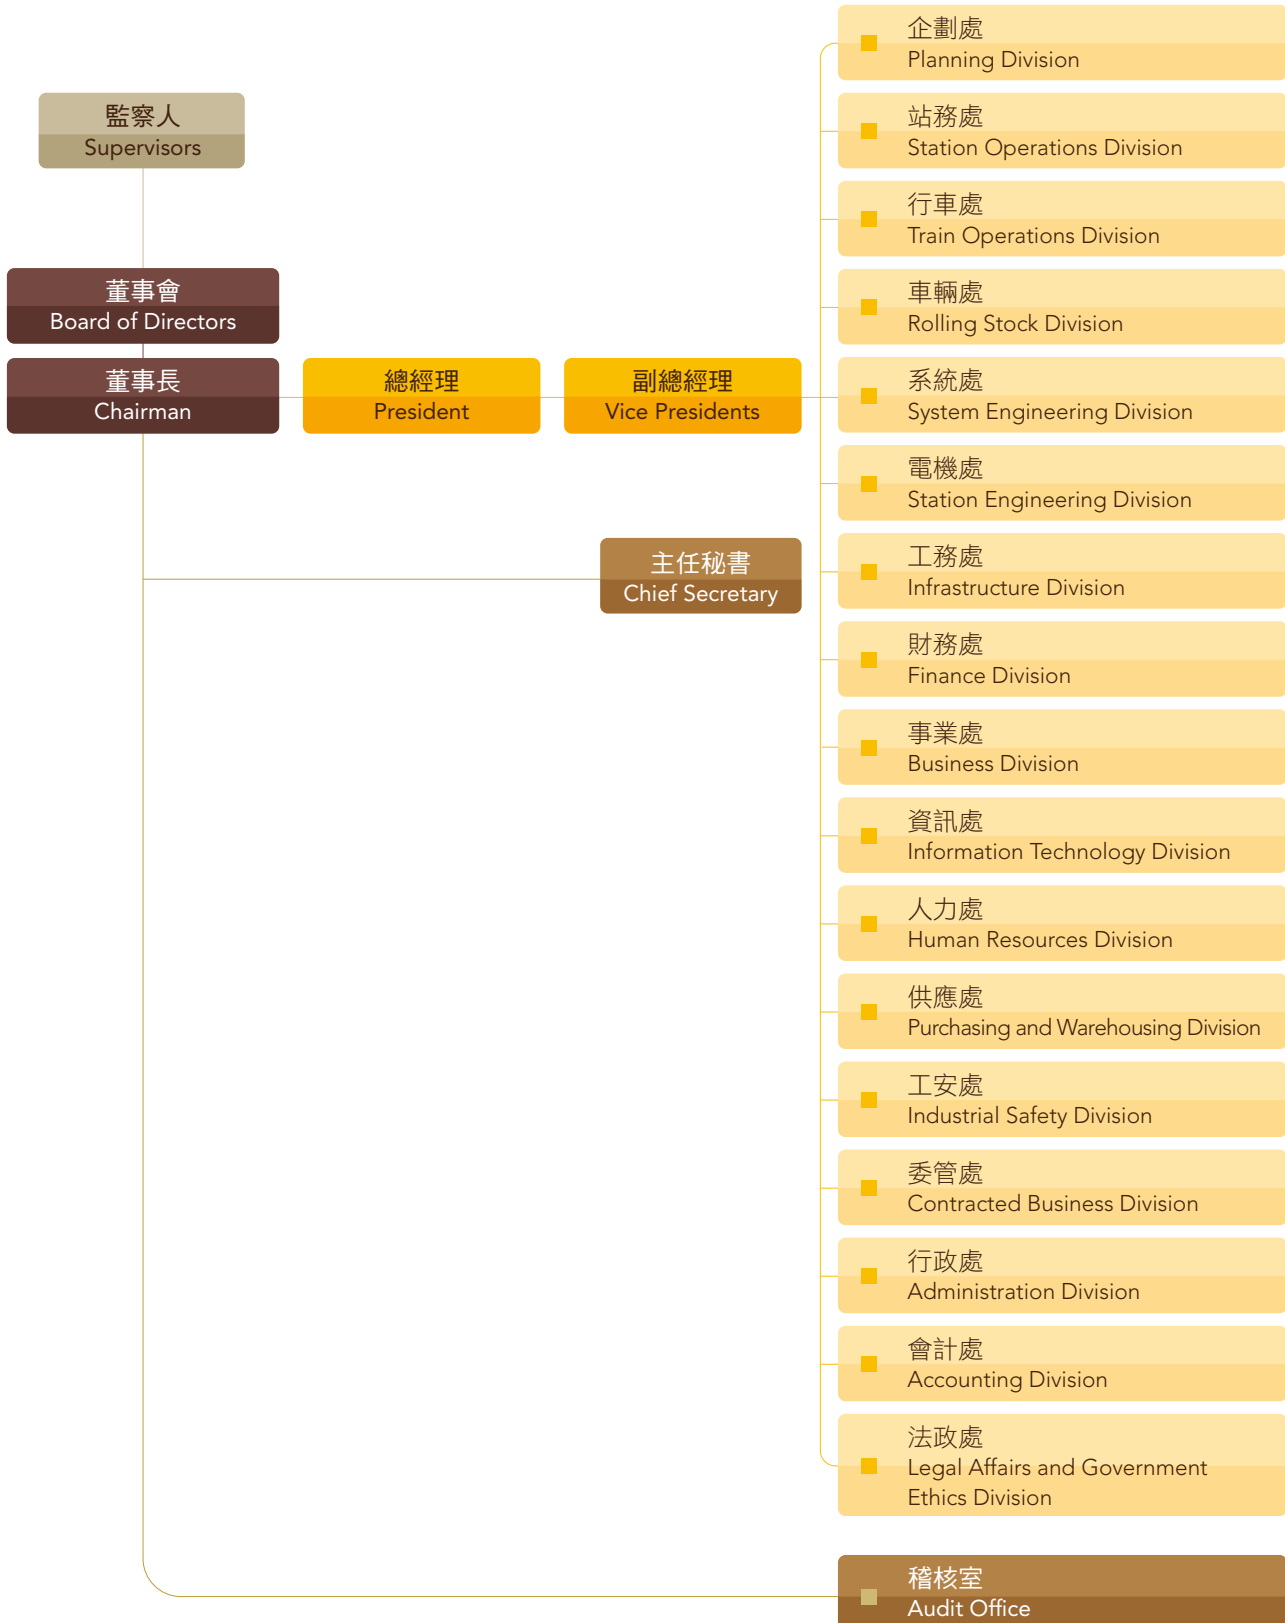 監察人
Supervisors
董事會
Board of Directors
董事長
Chairman
總經理
President
副總經理
Vice Presidents
主任秘書
Chief Secretary
企劃處
Planning Division
站務處
Station Operations Division
行車處
Train Operations Division
車輛處
Rolling Stock Division
系統處
System Engineering Division
電機處
Station Engineering Division
工務處
Infrastructure Division
財務處
Finance Division
事業處
Business Division
資訊處
Information Technology Division
人力處
Human Resources Division
供應處
Purchasing and Warehousing Division
工安處
Industrial Safety Division
委管處
Contracted Business Division
行政處
Administration Division
會計處
Accounting Division
法政處
Legal Affairs and Government
Ethics Division
稽核室
Audit Office